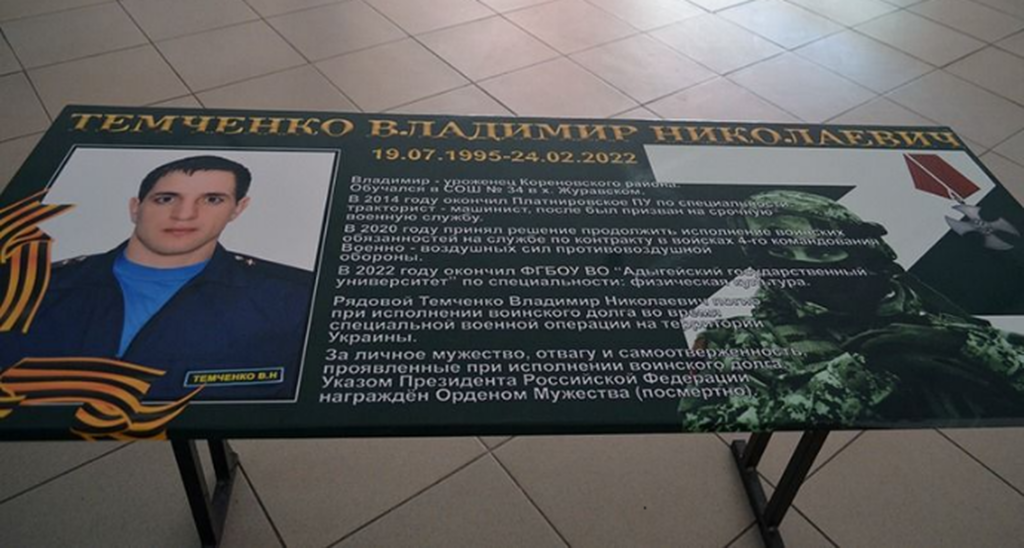 ТЕМЧЕНКО ВЛАДИМИР НИКОЛАЕВИЧ
19.07.1995-24.02.2022
Владимир - уроженец Кореновского района.
Обучался в СОШ № 34 в х. Журавском.
В 2014 году окончил Платнировское ПУ по специальности:
тракторист - машинист, после был призван на срочную
военную службу.
В 2020 году принял решение продолжить исполнение воинских
обязанностей на службе по контракту в войсках 4-го командования
Военно - воздушных сил противовоздушной
обороны.
В 2022 году окончил ФГБОУ ВО "Адыгейский государственный
университет" по специальности: физическая культура.
Рядовой Темченко Владимир Николаевич погиб
при исполнении воинского долга во время
специальной военной операции на территории
Украины.
За личное мужество, отвагу и самоотверженность,
проявленные при исполнении воинского долга
Указом Президента Российской Федерации
награждён Орденом Мужества (посмертно).
ТЕМЧЕНКО В.Н